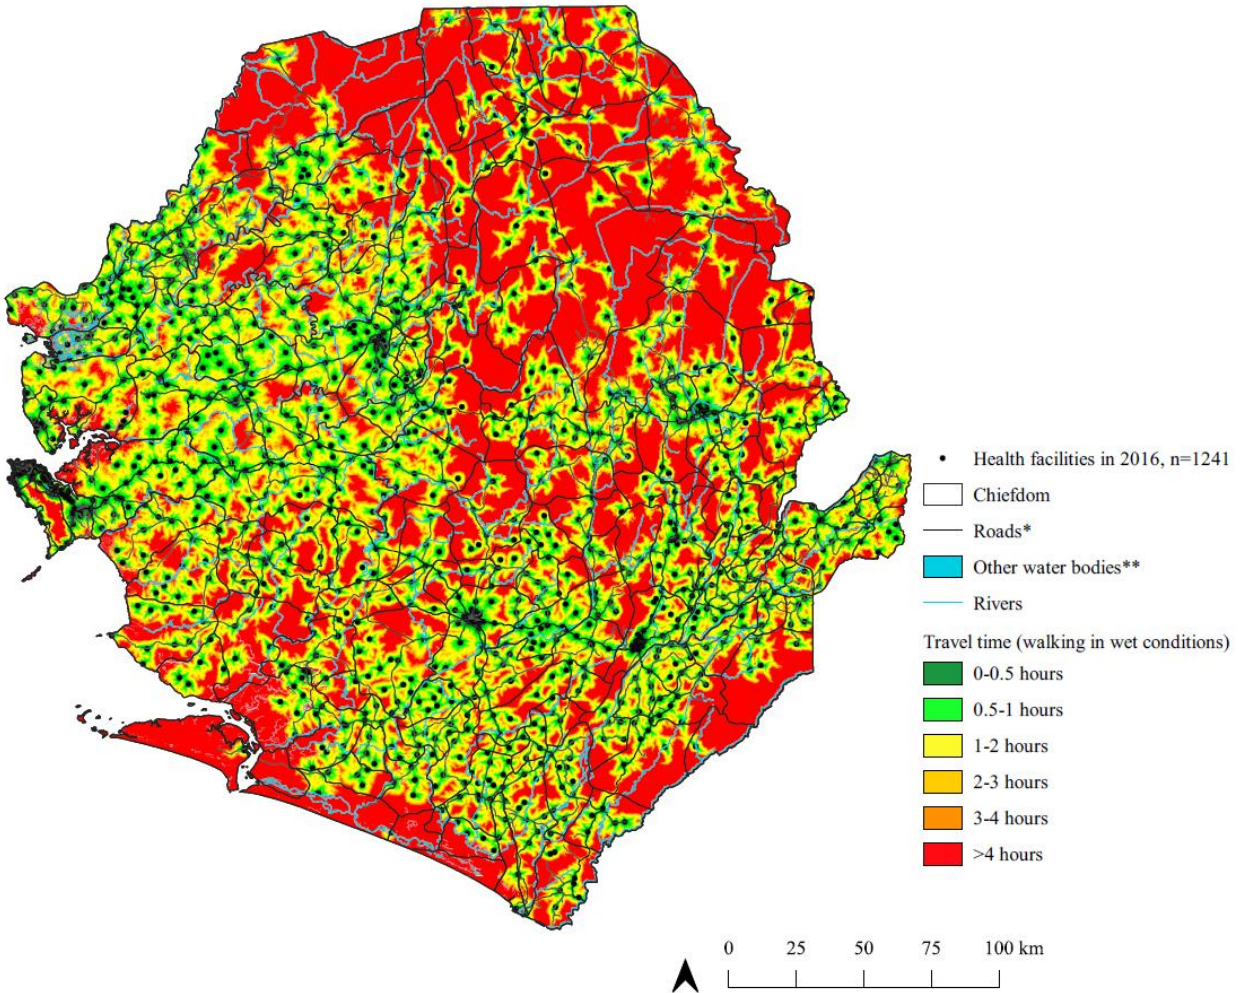 Health facilities in 2016, n=1241
Chiefdom
Roads*
Other water bodies**
Rivers
Travel time (walking in wet conditions)
0-0.5 hours
0.5-1 hours
1-2 hours
2-3 hours
3-4 hours
>4 hours
0 25 50 75 100 km